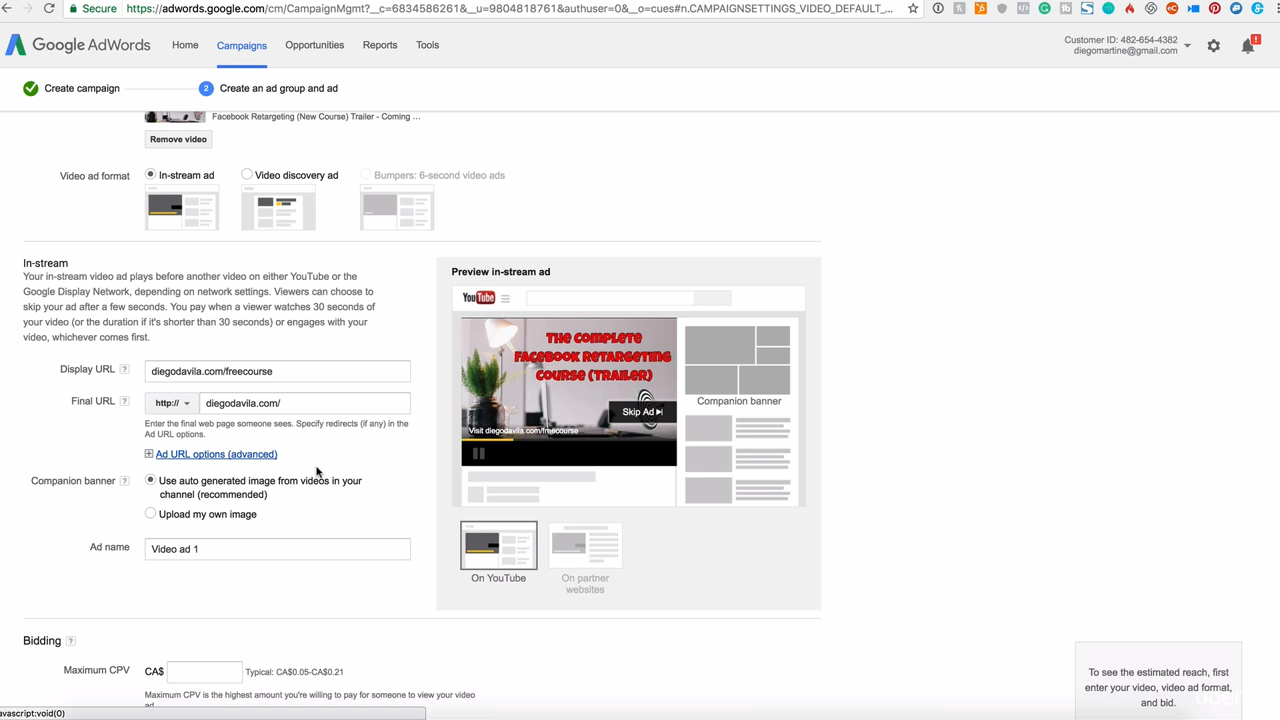 Secure https://adwords.google.com/cm/CampaignMgmt?__c=6834586261&__u=9804818761&authuser=0&__o=cues#n.CAMPAIGNSETTINGS_VIDEO_DEFAULT_...
Google AdWords Home Campaigns Opportunities Reports Tools
Customer ID: 482-654-4382
diegomartine@gmail.com
Create campaign 2 Create an ad group and ad
Facebook Retargeting (New Course) Trailer - Coming ...
Remove video
Video ad format In-stream ad Video discovery ad Bumpers: 6-second video ads
In-stream
Your in-stream video ad plays before another video on either YouTube or the
Google Display Network, depending on network settings. Viewers can choose to
skip your ad after a few seconds. You pay when a viewer watches 30 seconds of
your video (or the duration if it's shorter than 30 seconds) or engages with your
video, whichever comes first.
Display URL ? diegodavila.com/freecourse
Final URL ? http:// diegodavila.com/
Enter the final web page someone sees. Specify redirects (if any) in the
Ad URL options.
Ad URL options (advanced)
Companion banner ? Use auto generated image from videos in your
channel (recommended)
Upload my own image
Ad name Video ad 1
Preview in-stream ad
YouTube
THE COMPLETE
FACEBOOK RETARGETING
COURSE (TRAILER)
Skip Ad
Visit diegodavila.com/freecourse
Companion banner
On YouTube
On partner
websites
Bidding ?
Maximum CPV CA$ Typical: CA$0.05-CA$0.21
Maximum CPV is the highest amount you're willing to pay for someone to view your video
ad
To see the estimated reach, first
enter your video, video ad format,
and bid.
avascript:void(0)